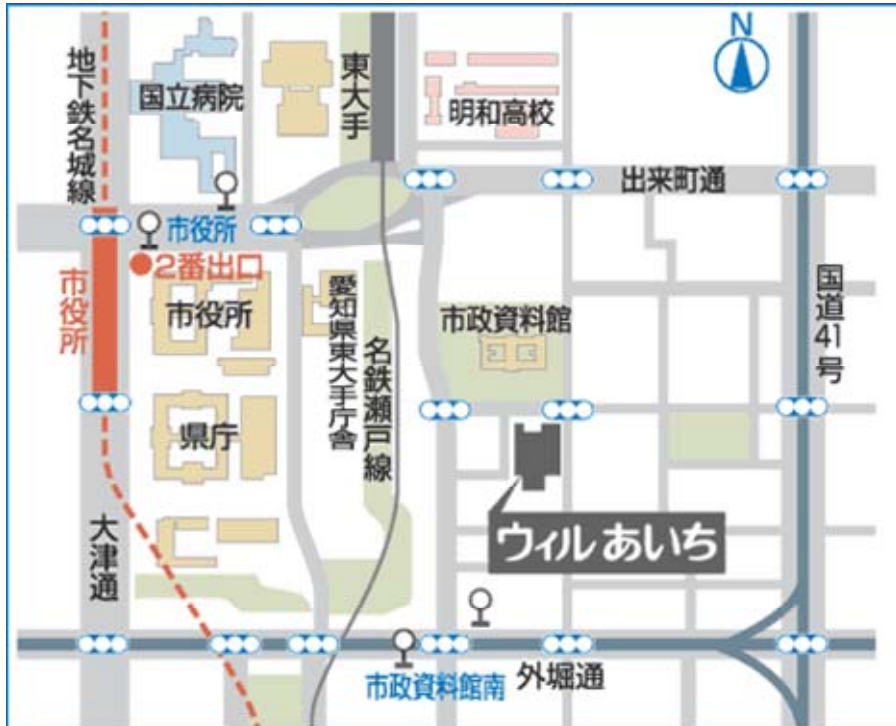 N
地下鉄名城線
国立病院
東大手
明和高校
出来町通
市役所
2番出口
市役所
市役所
愛知県東大手庁舎
名鉄瀬戸線
市政資料館
国道41号
県庁
大津通
ウィルあいち
市政資料館南
外堀通